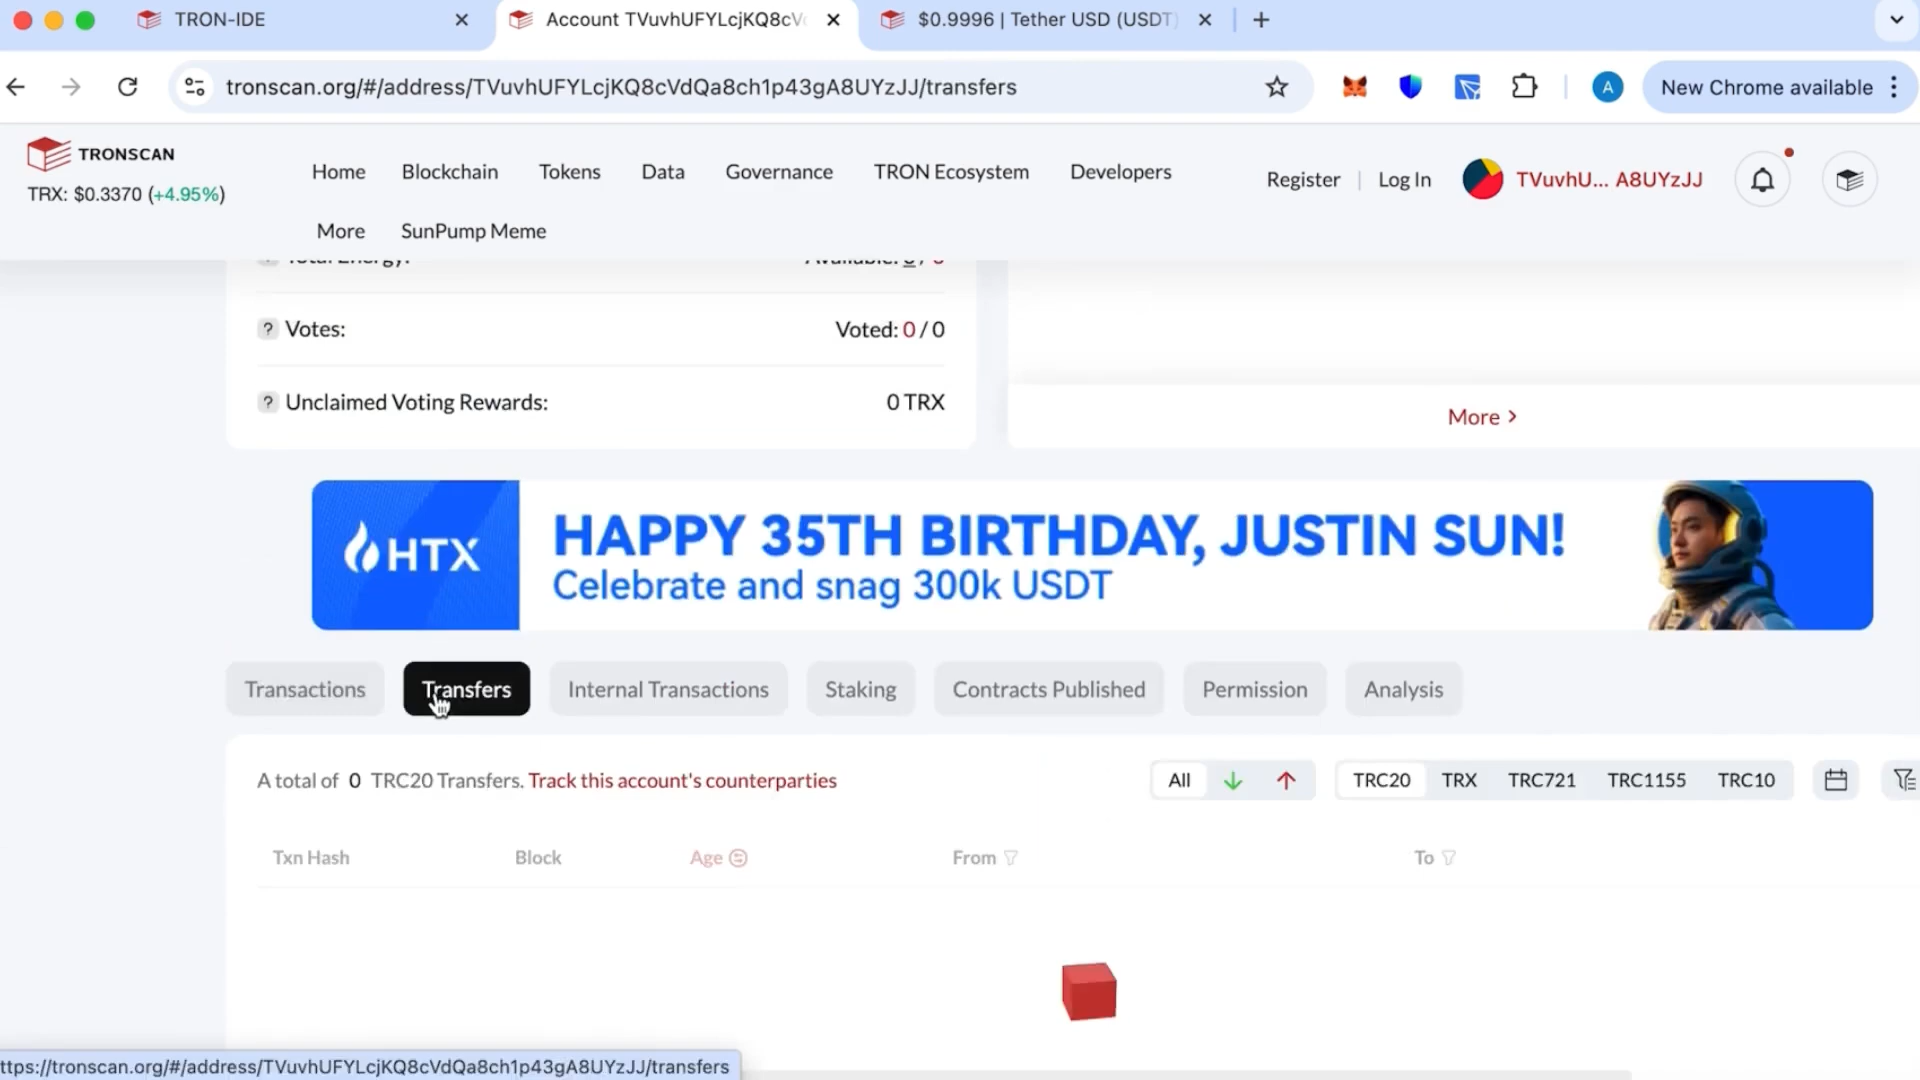 TRON-IDE
Account TVuvhUFYLcjKQ8cV
$0.9996 | Tether USD (USDT)
tronscan.org/#/address/TVuvhUFYLcjKQ8cVdQa8ch1p43gA8UYzJJ/transfers
A
New Chrome available
TRONSCAN
TRX: $0.3370 (+4.95%)
Home
Blockchain
Tokens
Data
Governance
TRON Ecosystem
Developers
More
SunPump Meme
Register | Log In
TVuvhU... A8UYzJJ
? Total Energy:
Available: 0 / 0
? Votes:
Voted: 0 / 0
? Unclaimed Voting Rewards:
0 TRX
More >
HTX
HAPPY 35TH BIRTHDAY, JUSTIN SUN!
Celebrate and snag 300k USDT
Transactions
Transfers
Internal Transactions
Staking
Contracts Published
Permission
Analysis
A total of 0 TRC20 Transfers. Track this account's counterparties
All
TRC20
TRX
TRC721
TRC1155
TRC10
Txn Hash
Block
Age
From
To
ttps://tronscan.org/#/address/TVuvhUFYLcjKQ8cVdQa8ch1p43gA8UYzJJ/transfers